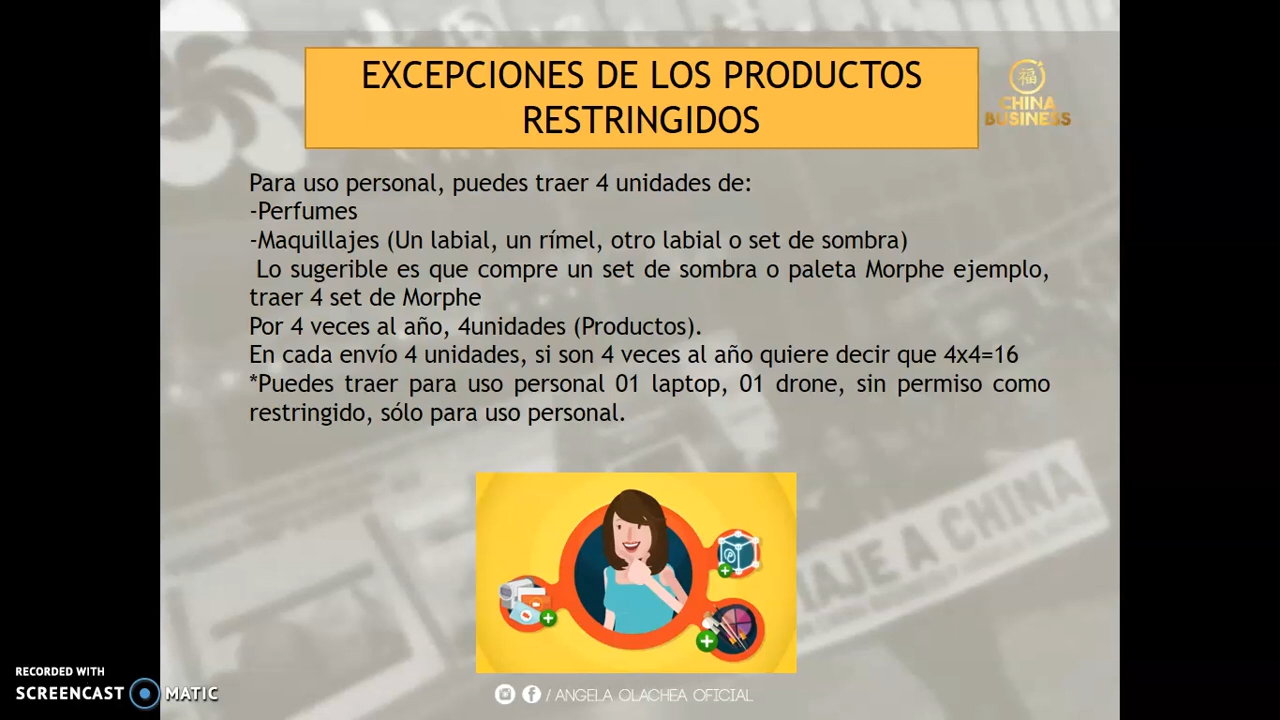 EXCEPCIONES DE LOS PRODUCTOS
RESTRINGIDOS
福
CHINA
BUSINESS
Para uso personal, puedes traer 4 unidades de:
-Perfumes
-Maquillajes (Un labial, un rímel, otro labial o set de sombra)
Lo sugerible es que compre un set de sombra o paleta Morphe ejemplo,
traer 4 set de Morphe
Por 4 veces al año, 4unidades (Productos).
En cada envío 4 unidades, si son 4 veces al año quiere decir que 4x4=16
*Puedes traer para uso personal 01 laptop, 01 drone, sin permiso como
restringido, sólo para uso personal.
IAJE A CHINA
RECORDED WITH
SCREENCAST MATIC
/ ANGELA OLACHEA OFICIAL